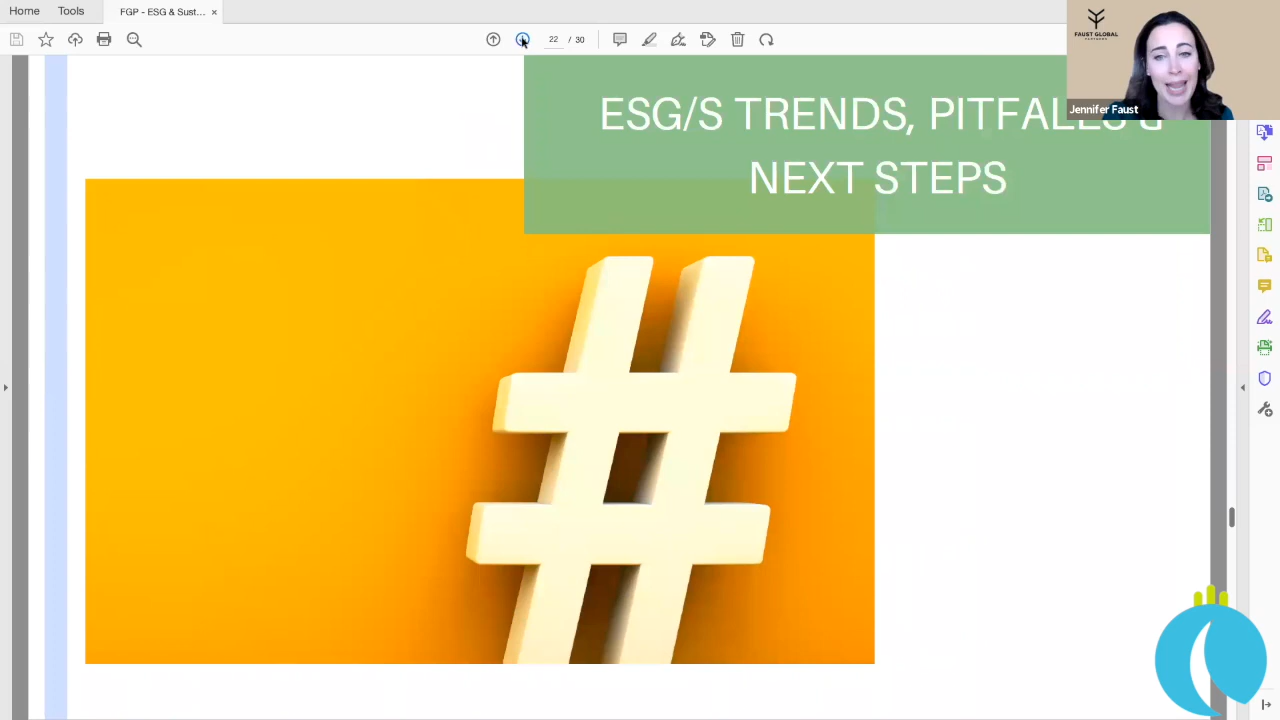 Home
Tools
FGP - ESG & Sust...
22 / 30
FAUST GLOBAL
PARTNERS
Jennifer Faust
ESG/S TRENDS, PITFALLS &
NEXT STEPS
#